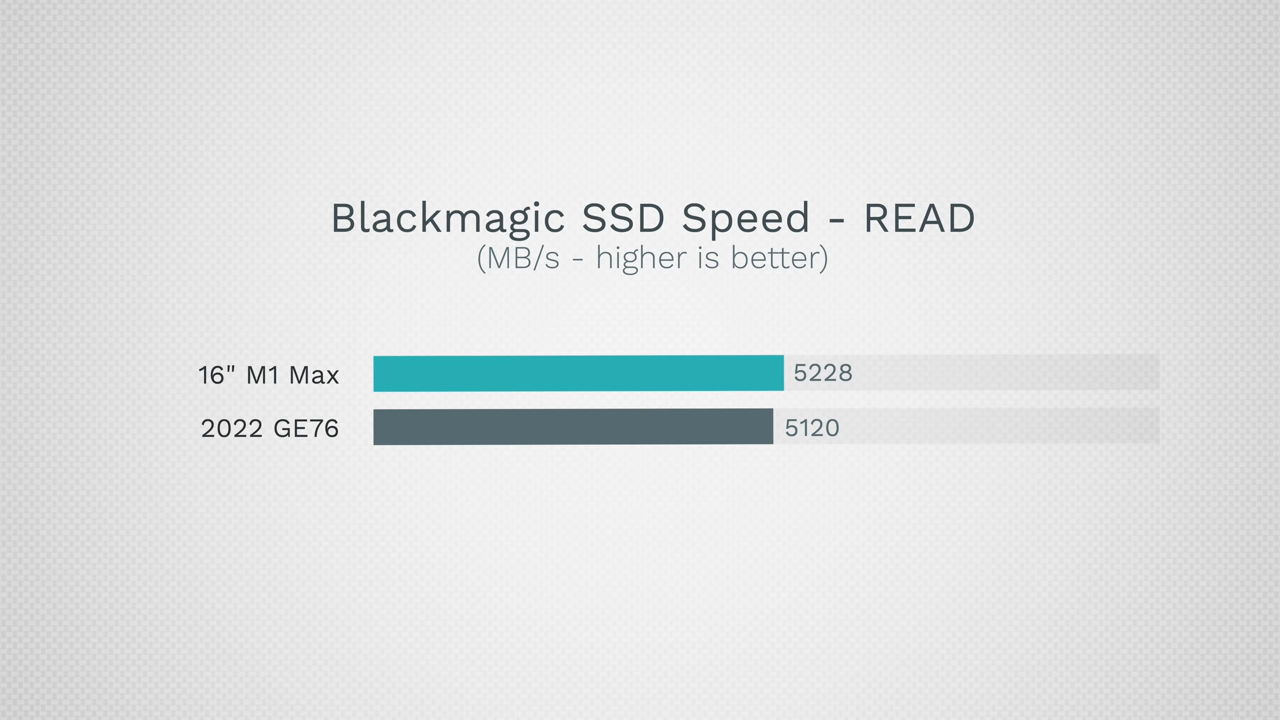 Blackmagic SSD Speed - READ
(MB/s - higher is better)
16" M1 Max 5228
2022 GE76 5120